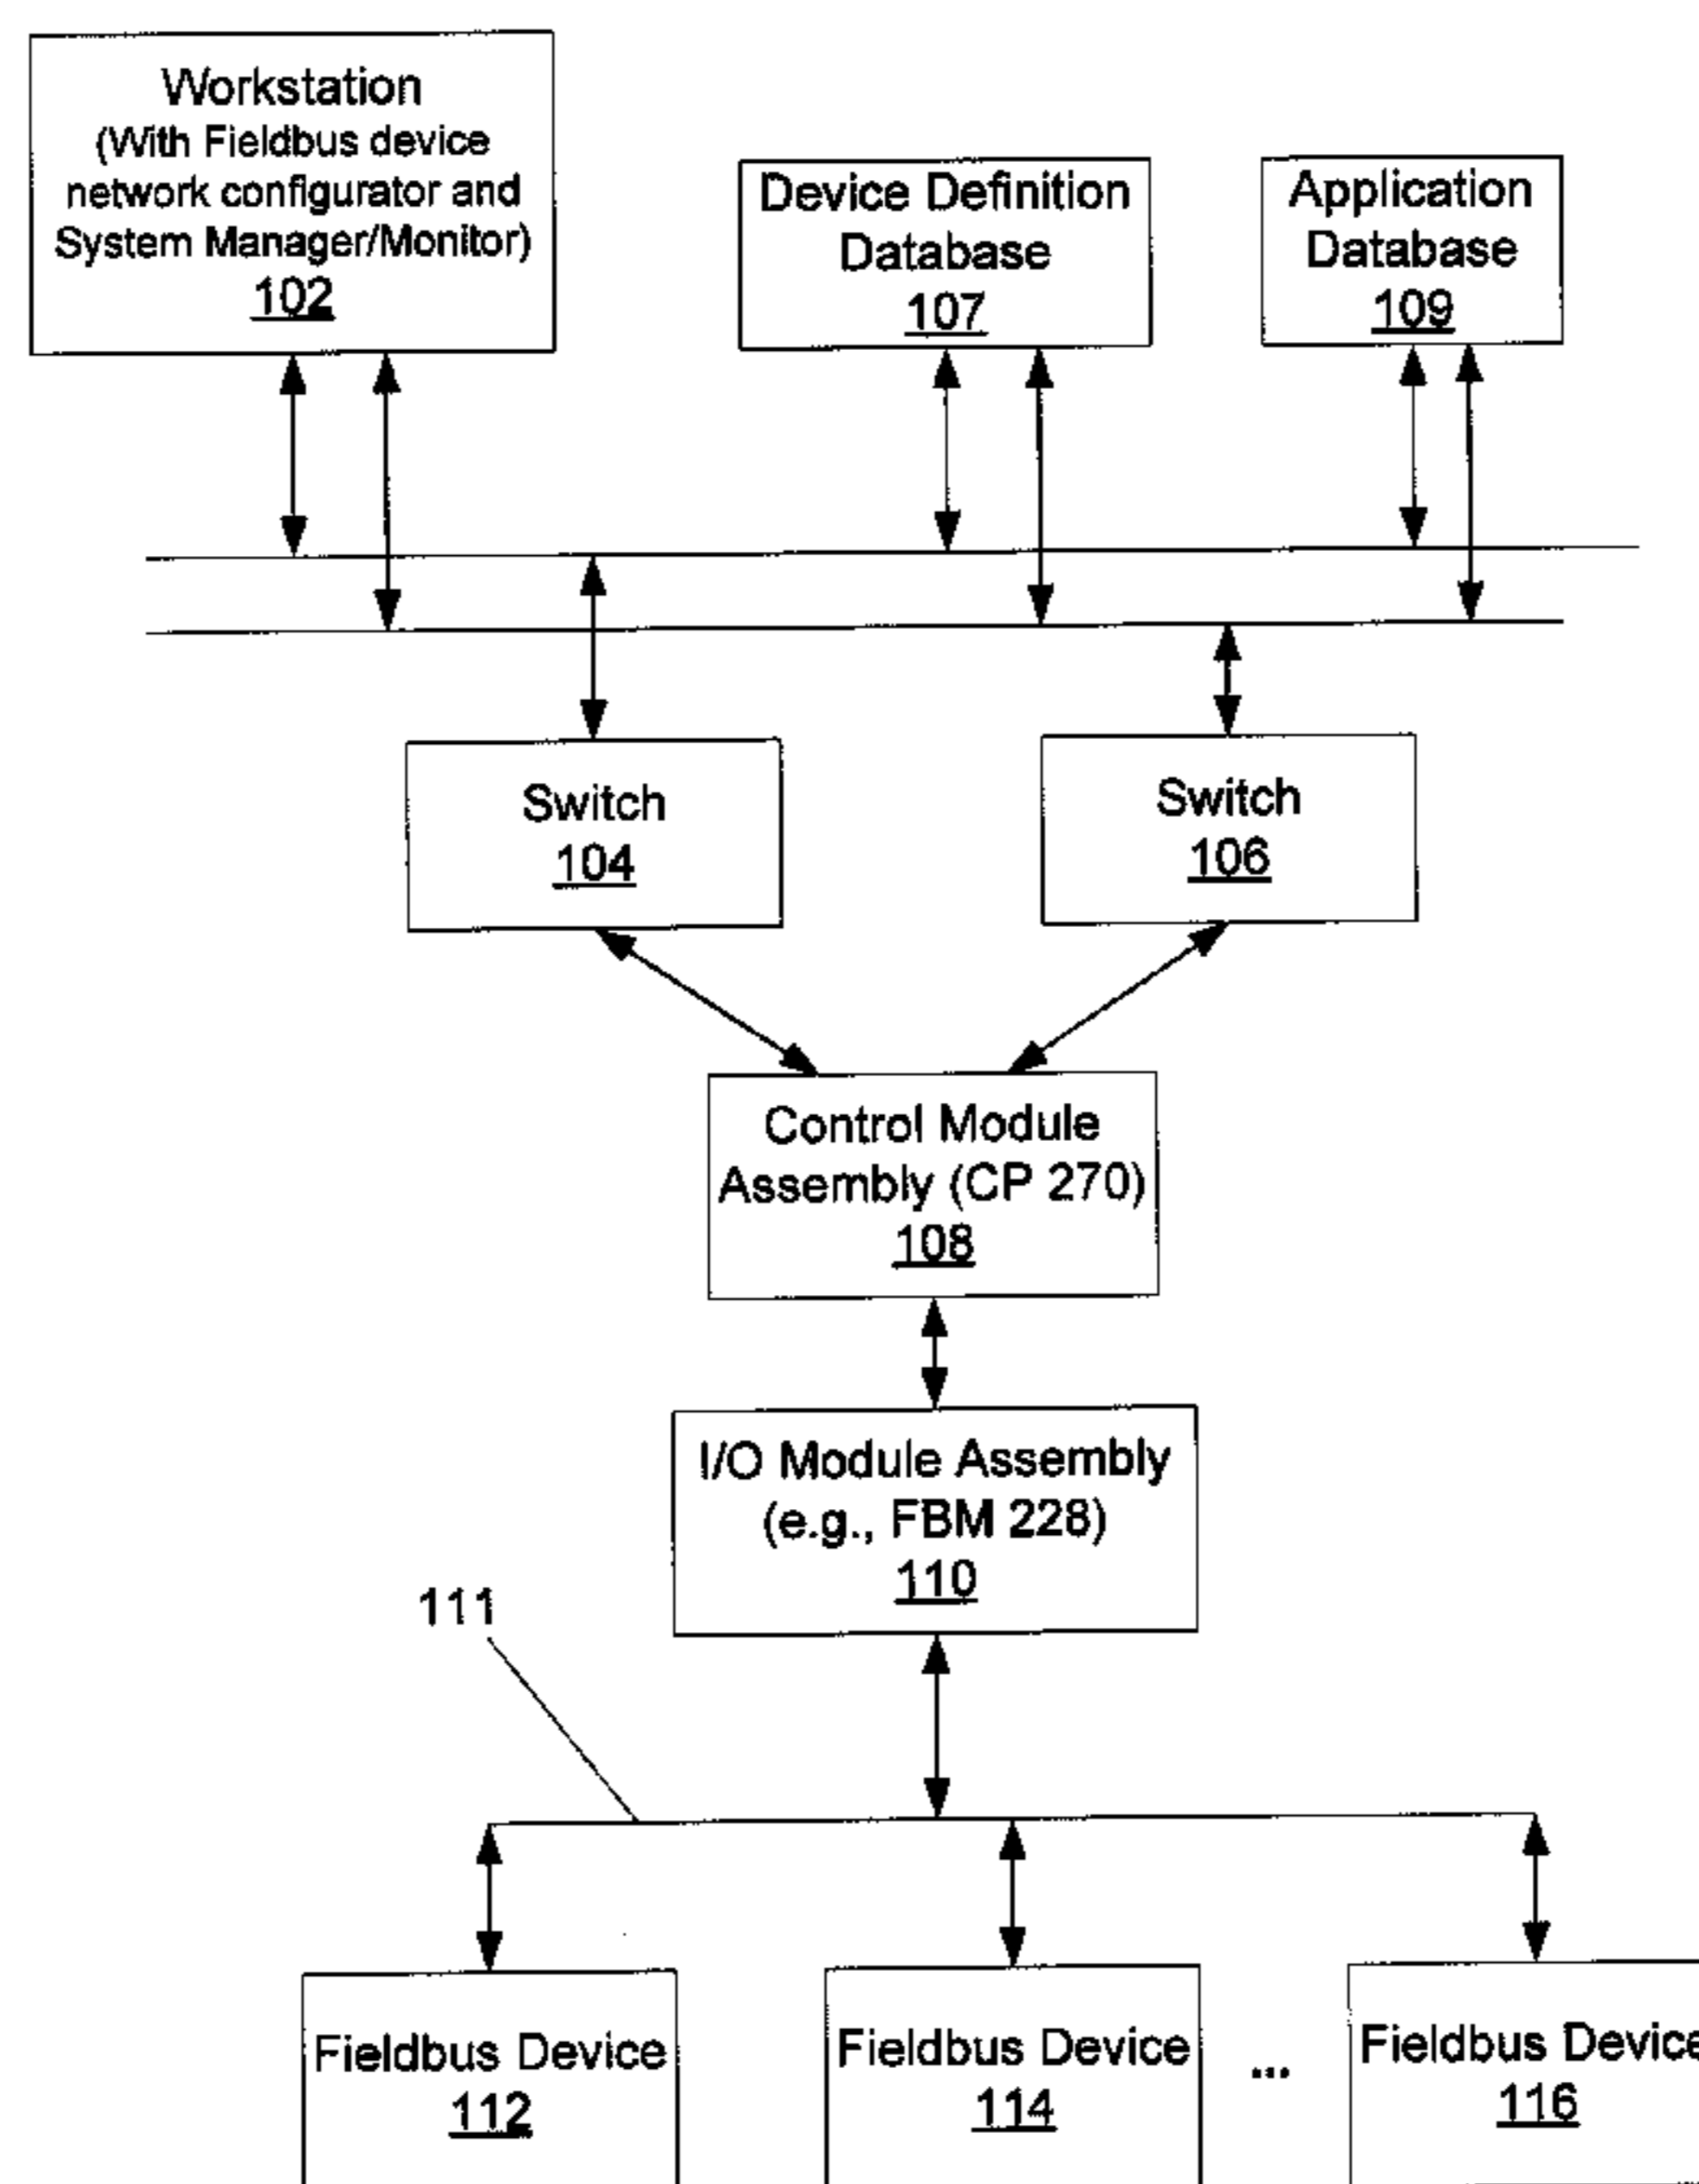 Workstation
(With Fieldbus device
network configurator and
System Manager/Monitor)
102
Device Definition
Database
107
Application
Database
109
Switch
104
Switch
106
Control Module
Assembly (CP 270)
108
I/O Module Assembly
(e.g., FBM 228)
110
111
Fieldbus Device
112
Fieldbus Device
114
...
Fieldbus Device
116